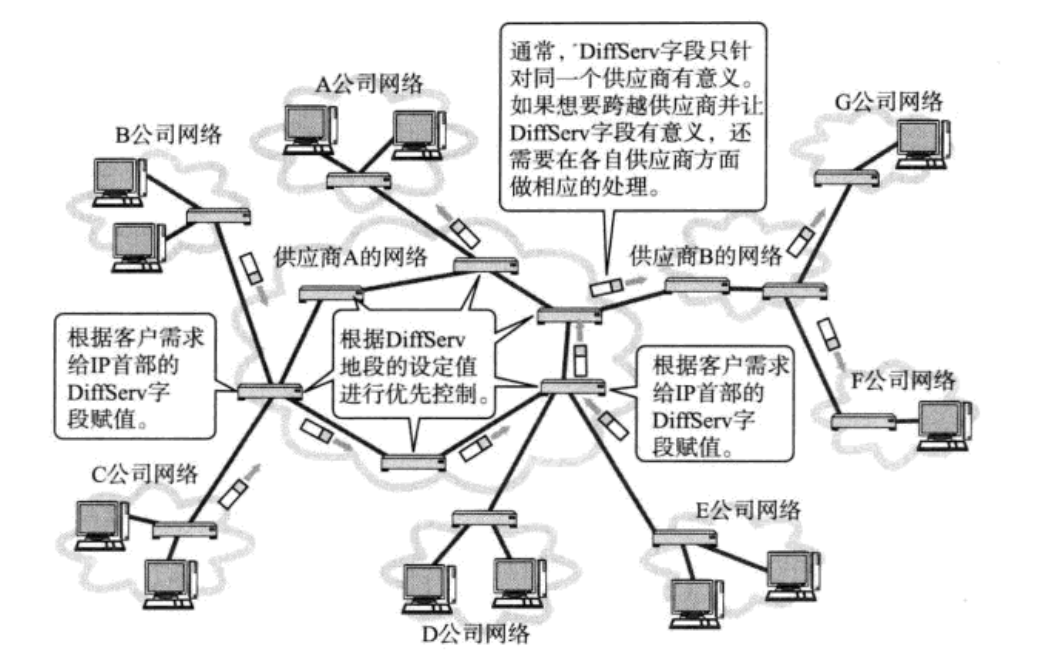 通常，DiffServ字段只针
对同一个供应商有意义。
如果想要跨越供应商并让
DiffServ字段有意义，还
需要在各自供应商方面
做相应的处理。
A公司网络
G公司网络
B公司网络
供应商A的网络
供应商B的网络
根据客户需求
给IP首部的
DiffServ字
段赋值。
根据DiffServ
地段的设定值
进行优先控制。
根据客户需求
给IP首部的
DiffServ字
段赋值。
F公司网络
C公司网络
E公司网络
D公司网络